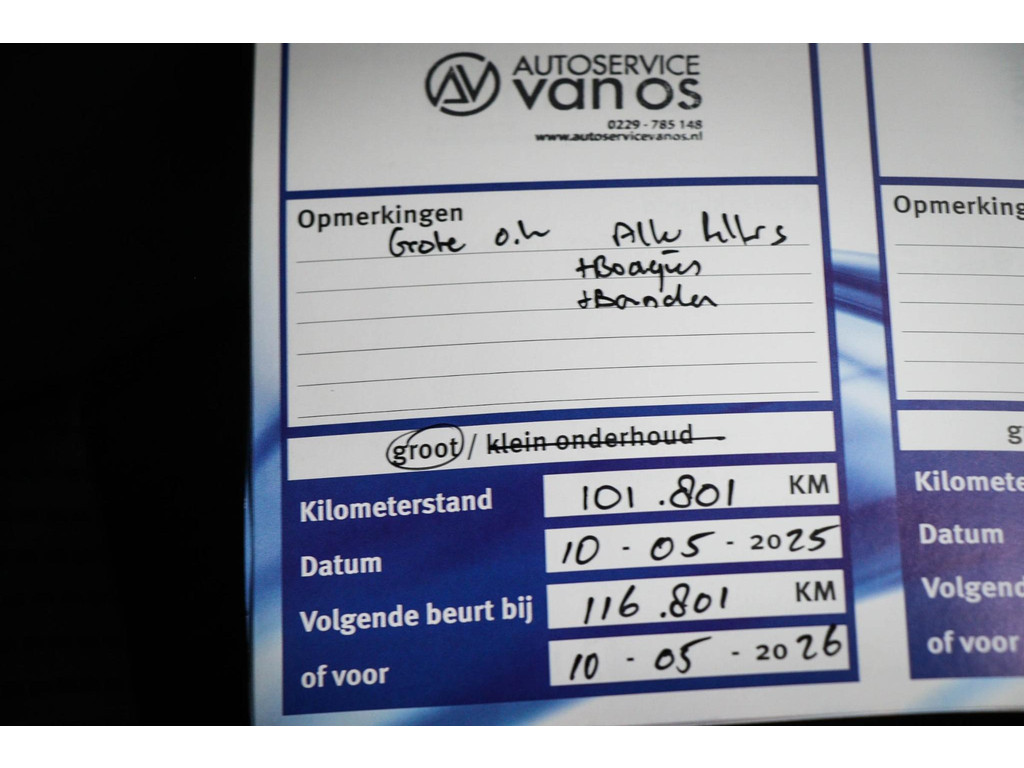 AV AUTOSERVICE
van os
0229 - 785 148
www.autoservicevanos.nl
Opmerkingen
Grote o.h Alle filters
+Bougies
+Banden
groot / klein onderhoud
Kilometerstand 101.801 KM
Datum 10 - 05 - 2025
Volgende beurt bij 116.801 KM
of voor 10 - 05 - 2026
Opmerking
g
Kilomete
Datum
Volgend
of voor